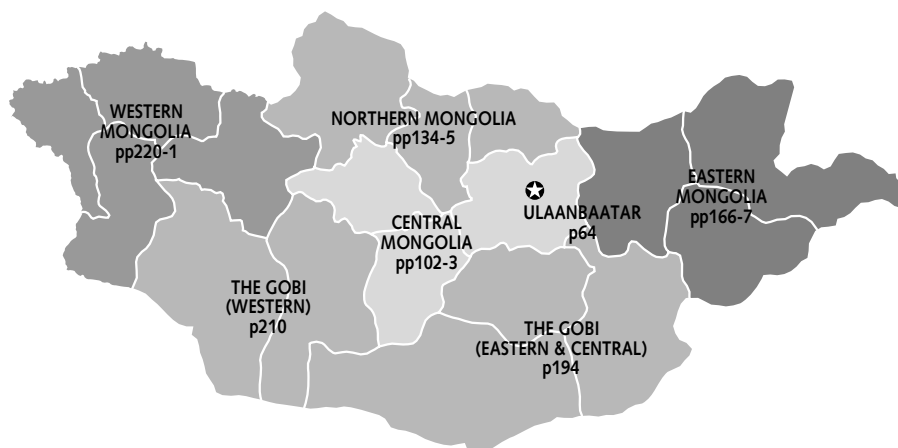 WESTERN
MONGOLIA
pp220-1
NORTHERN MONGOLIA
pp134-5
EASTERN
MONGOLIA
pp166-7
ULAANBAATAR
p64
CENTRAL
MONGOLIA
pp102-3
THE GOBI
(WESTERN)
p210
THE GOBI
(EASTERN & CENTRAL)
p194